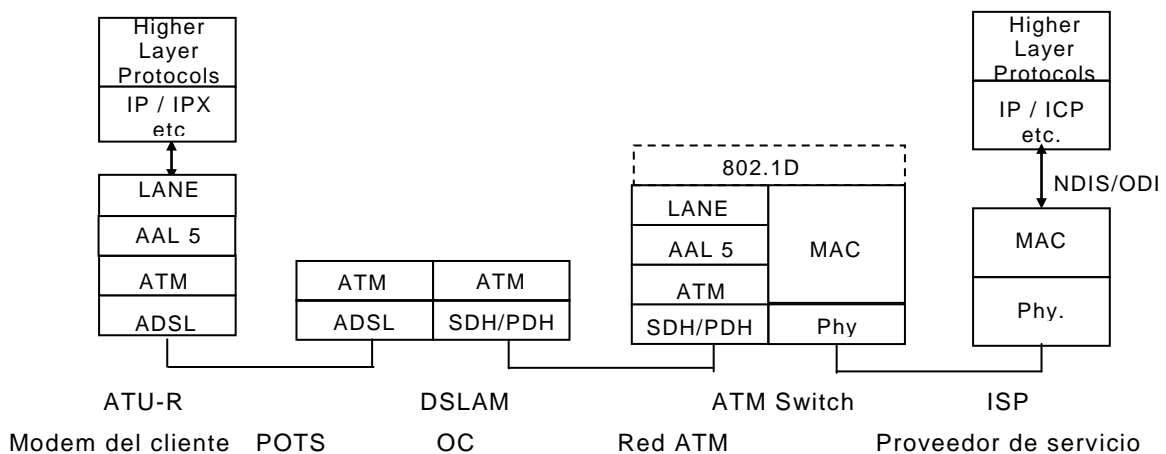 Higher
Layer
Protocols
IP / IPX
etc
LANE
AAL 5
ATM
ADSL
ATM
ATM
ADSL
SDH/PDH
802.1D
LANE
AAL 5
ATM
SDH/PDH
MAC
Phy
Higher
Layer
Protocols
IP / ICP
etc.
NDIS/ODI
MAC
Phy.
ATU-R
DSLAM
ATM Switch
ISP
Modem del cliente
POTS
OC
Red ATM
Proveedor de servicio